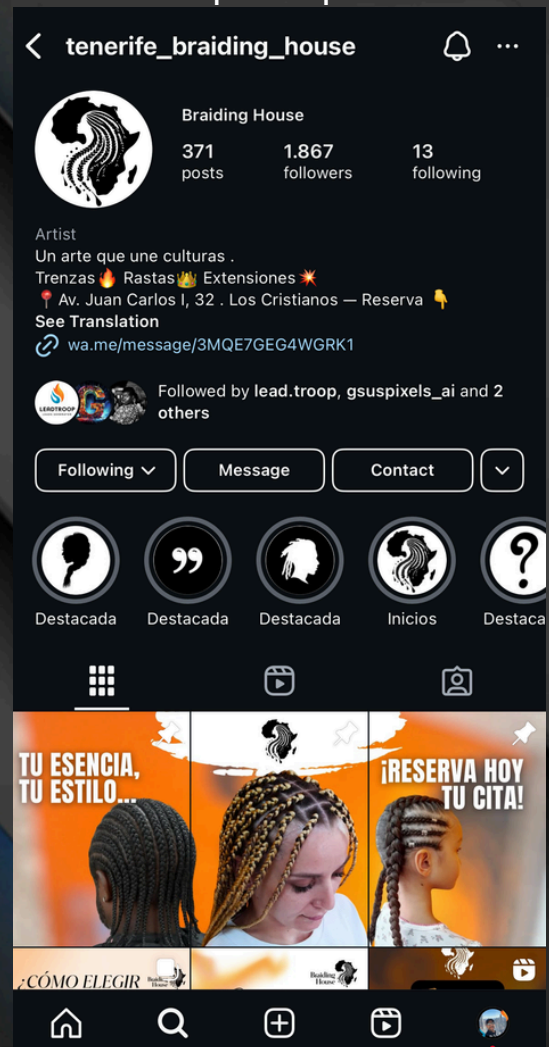 tenerife_braiding_house
Braiding House
371
1.867
13
posts
followers
following
Artist
Un arte que une culturas .
Trenzas🔥 Rastas👑 Extensiones💥
📍Av. Juan Carlos I, 32 . Los Cristianos — Reserva 👇
See Translation
wa.me/message/3MQE7GEG4WGRK1
LEADTROOP
Followed by lead.troop, gsuspixels_ai and 2
others
Following
Message
Contact
Destacada
Destacada
Destacada
Inicios
Destaca
TU ESENCIA,
TU ESTILO...
¡RESERVA HOY
TU CITA!
¿CÓMO ELEGIR
Braiding
House